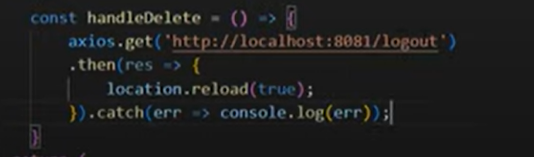 const handleDelete = () => {
axios.get('http://localhost:8081/logout')
.then(res => {
location.reload(true);
}).catch(err => console.log(err));
}